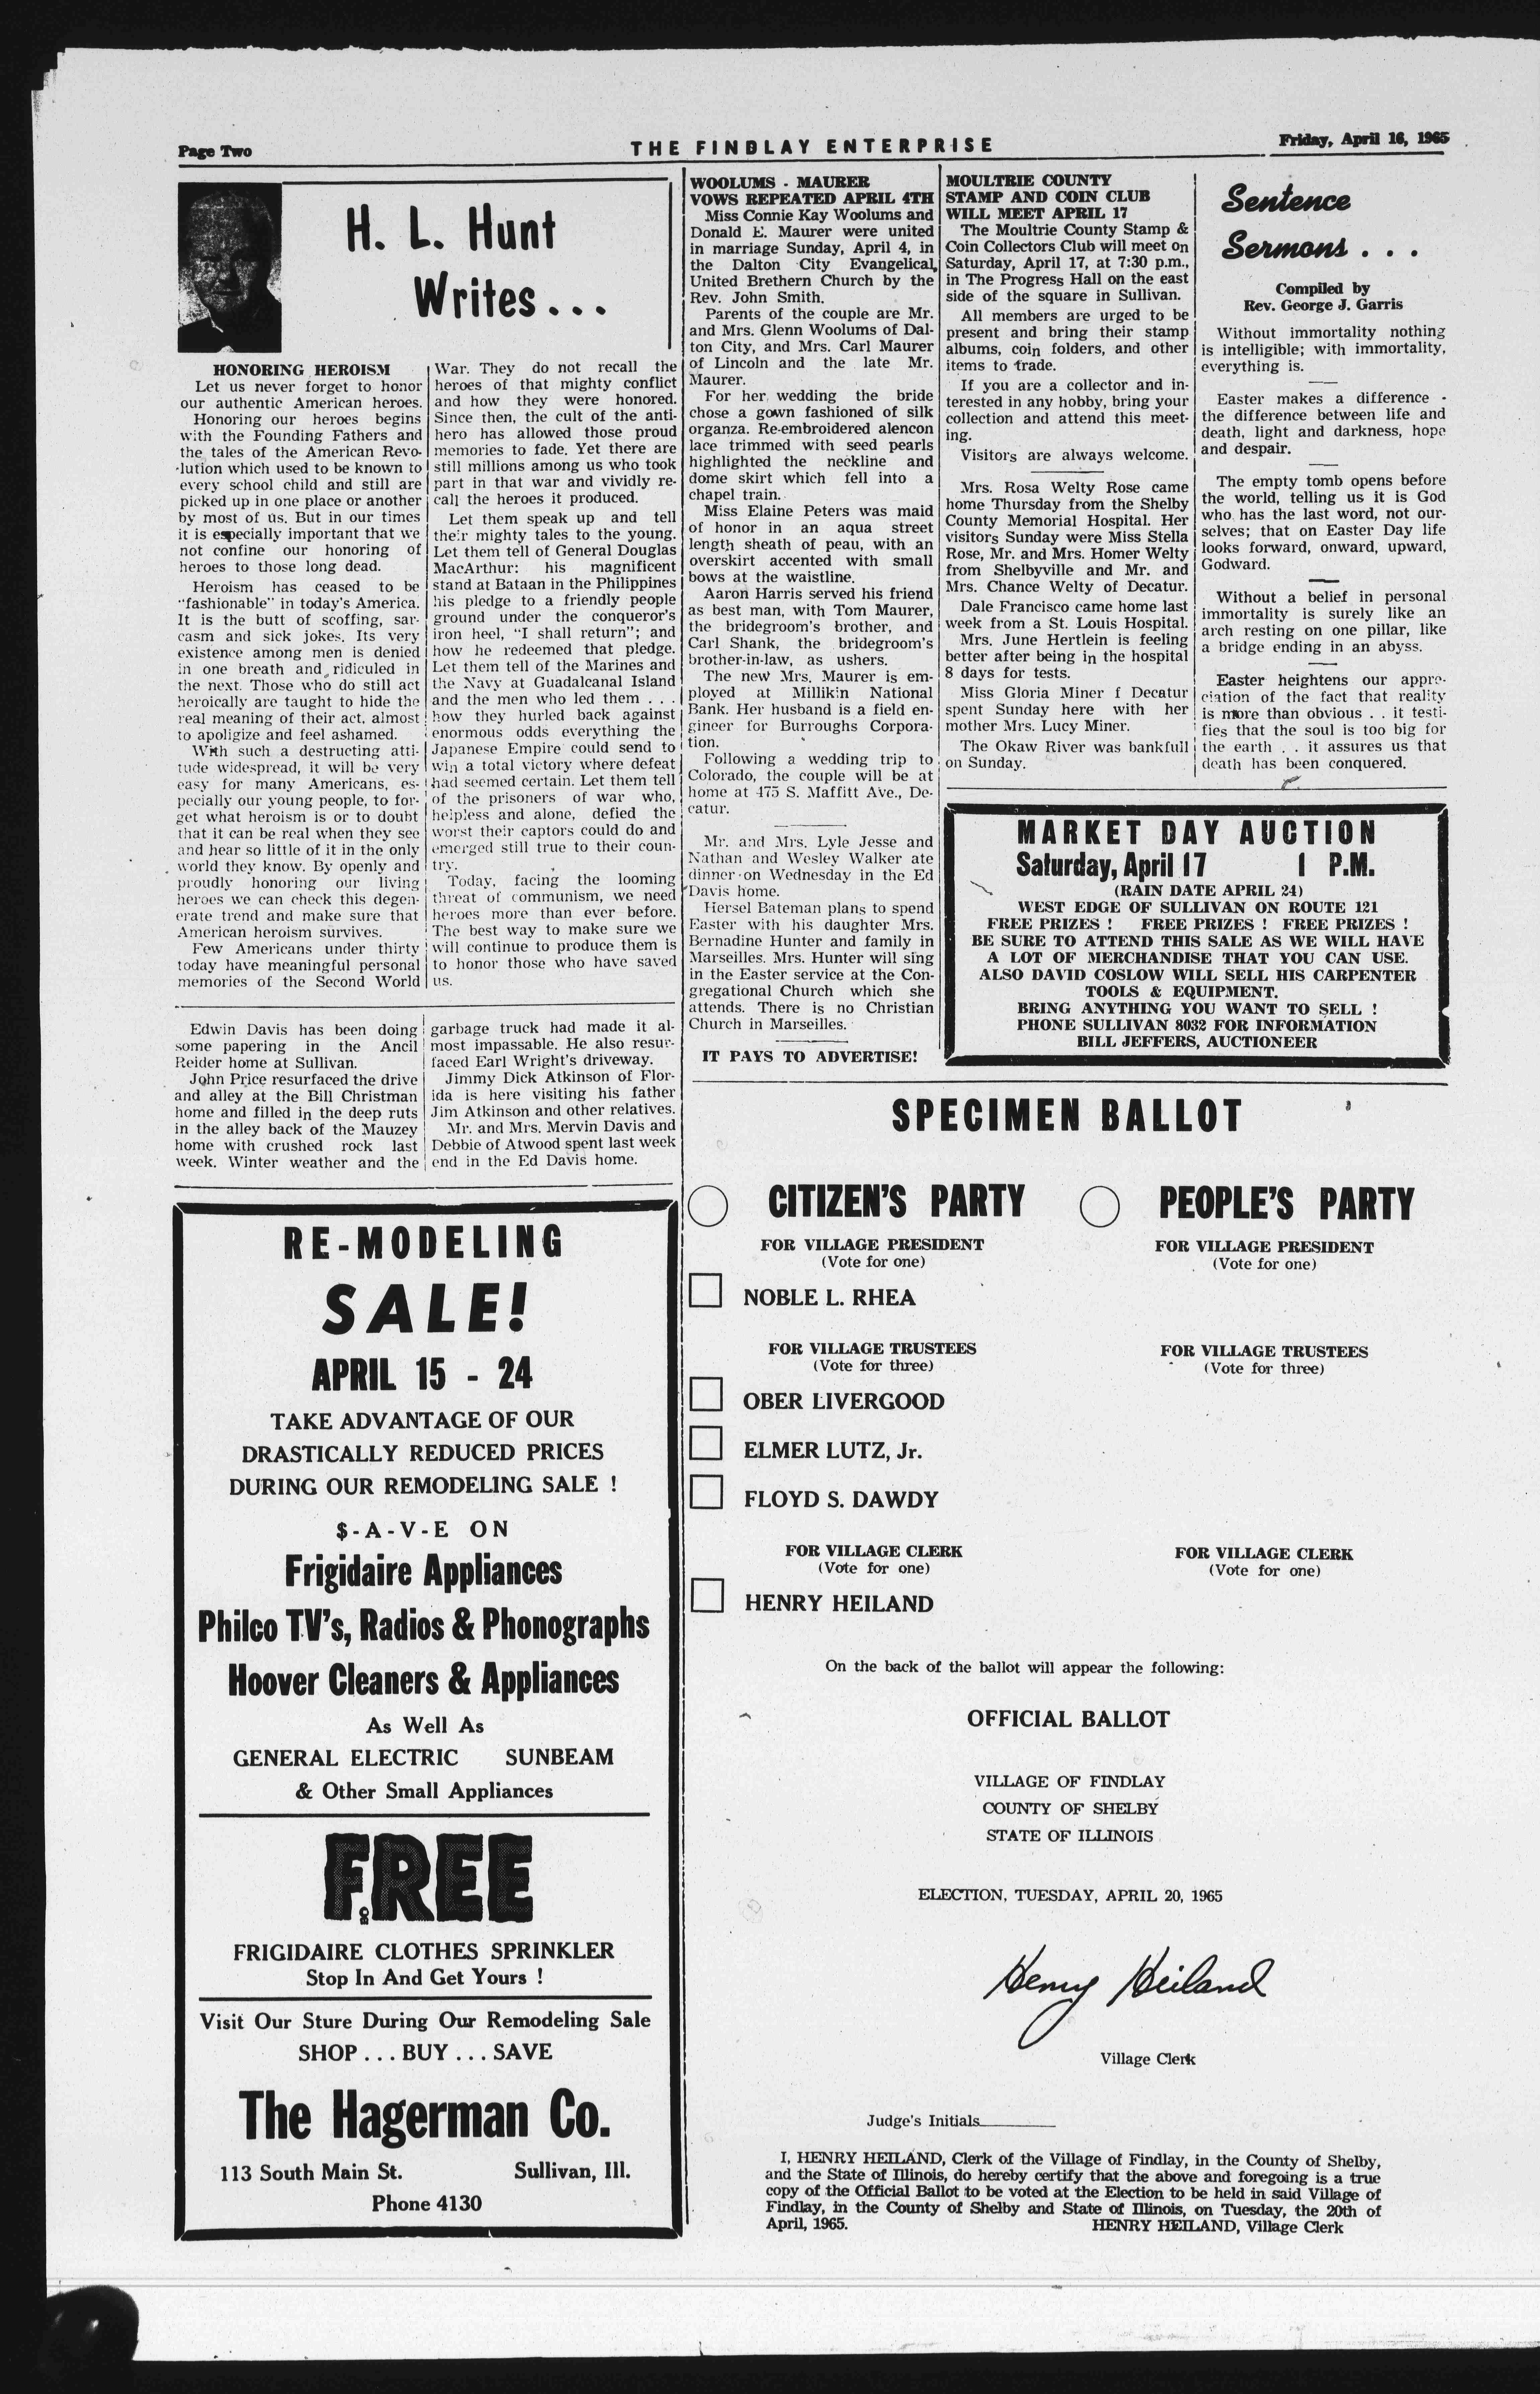 Page Two
THE FINDLAY ENTERPRISE
Friday, April 16, 1965
H. L. Hunt
Writes...
HONORING HEROISM
Let us never forget to honor
our authentic American heroes.
Honoring our heroes begins
with the Founding Fathers and
the tales of the American Revo-
lution which used to be known to
every school child and still are
picked up in one place or another
by most of us. But in our times
it is especially important that we
not confine our honoring of
heroes to those long dead.
Heroism has ceased to be
"fashionable" in today's America.
It is the butt of scoffing, sar-
casm and sick jokes. Its very
existence among men is denied
in one breath and ridiculed in
the next. Those who do still act
heroically are taught to hide the
real meaning of their act, almost
to apoligize and feel ashamed.
With such a destructing atti-
tude widespread, it will be very
easy for many Americans, es-
pecially our young people, to for-
get what heroism is or to doubt
that it can be real when they see
and hear so little of it in the only
world they know. By openly and
proudly honoring our living
heroes we can check this degen-
erate trend and make sure that
American heroism survives.
Few Americans under thirty
today have meaningful personal
memories of the Second World
War. They do not recall the
heroes of that mighty conflict
and how they were honored.
Since then, the cult of the anti-
hero has allowed those proud
memories to fade. Yet there are
still millions among us who took
part in that war and vividly re-
call the heroes it produced.
Let them speak up and tell
their mighty tales to the young.
Let them tell of General Douglas
MacArthur: his magnificent
stand at Bataan in the Philippines
his pledge to a friendly people
ground under the conqueror's
iron heel, "I shall return"; and
how he redeemed that pledge.
Let them tell of the Marines and
the Navy at Guadalcanal Island
and the men who led them . . .
how they hurled back against
enormous odds everything the
Japanese Empire could send to
win a total victory where defeat
had seemed certain. Let them tell
of the prisoners of war who,
helpless and alone, defied the
worst their captors could do and
emerged still true to their coun-
try.
Today, facing the looming
threat of communism, we need
heroes more than ever before.
The best way to make sure we
will continue to produce them is
to honor those who have saved
us.
Edwin Davis has been doing
some papering in the Ancil
Reider home at Sullivan.
John Price resurfaced the drive
and alley at the Bill Christman
home and filled in the deep ruts
in the alley back of the Mauzey
home with crushed rock last
week. Winter weather and the
garbage truck had made it al-
most impassable. He also resur-
faced Earl Wright's driveway.
Jimmy Dick Atkinson of Flor-
ida is here visiting his father
Jim Atkinson and other relatives.
Mr. and Mrs. Mervin Davis and
Debbie of Atwood spent last week
end in the Ed Davis home.
RE-MODELING
SALE!
APRIL 15 - 24
TAKE ADVANTAGE OF OUR
DRASTICALLY REDUCED PRICES
DURING OUR REMODELING SALE !
$-A-V-E ON
Frigidaire Appliances
Philco TV's, Radios & Phonographs
Hoover Cleaners & Appliances
As Well As
GENERAL ELECTRIC SUNBEAM
& Other Small Appliances
FREE
FRIGIDAIRE CLOTHES SPRINKLER
Stop In And Get Yours !
Visit Our Sture During Our Remodeling Sale
SHOP . . . BUY . . . SAVE
The Hagerman Co.
113 South Main St. Sullivan, Ill.
Phone 4130
WOOLUMS - MAURER
VOWS REPEATED APRIL 4TH
Miss Connie Kay Woolums and
Donald E. Maurer were united
in marriage Sunday, April 4, in
the Dalton City Evangelical,
United Brethern Church by the
Rev. John Smith.
Parents of the couple are Mr.
and Mrs. Glenn Woolums of Dal-
ton City, and Mrs. Carl Maurer
of Lincoln and the late Mr.
Maurer.
For her wedding the bride
chose a gown fashioned of silk
organza. Re-embroidered alencon
lace trimmed with seed pearls
highlighted the neckline and
dome skirt which fell into a
chapel train.
Miss Elaine Peters was maid
of honor in an aqua street
length sheath of peau, with an
overskirt accented with small
bows at the waistline.
Aaron Harris served his friend
as best man, with Tom Maurer,
the bridegroom's brother, and
Carl Shank, the bridegroom's
brother-in-law, as ushers.
The new Mrs. Maurer is em-
ployed at Millikin National
Bank. Her husband is a field en-
gineer for Burroughs Corpora-
tion.
Following a wedding trip to
Colorado, the couple will be at
home at 475 S. Maffitt Ave., De-
catur.
Mr. and Mrs. Lyle Jesse and
Nathan and Wesley Walker ate
dinner on Wednesday in the Ed
Davis home.
Hersel Bateman plans to spend
Easter with his daughter Mrs.
Bernadine Hunter and family in
Marseilles. Mrs. Hunter will sing
in the Easter service at the Con-
gregational Church which she
attends. There is no Christian
Church in Marseilles.
IT PAYS TO ADVERTISE!
MOULTRIE COUNTY
STAMP AND COIN CLUB
WILL MEET APRIL 17
The Moultrie County Stamp &
Coin Collectors Club will meet on
Saturday, April 17, at 7:30 p.m.,
in The Progress Hall on the east
side of the square in Sullivan.
All members are urged to be
present and bring their stamp
albums, coin folders, and other
items to trade.
If you are a collector and in-
terested in any hobby, bring your
collection and attend this meet-
ing.
Visitors are always welcome.
Mrs. Rosa Welty Rose came
home Thursday from the Shelby
County Memorial Hospital. Her
visitors Sunday were Miss Stella
Rose, Mr. and Mrs. Homer Welty
from Shelbyville and Mr. and
Mrs. Chance Welty of Decatur.
Dale Francisco came home last
week from a St. Louis Hospital.
Mrs. June Hertlein is feeling
better after being in the hospital
8 days for tests.
Miss Gloria Miner f Decatur
spent Sunday here with her
mother Mrs. Lucy Miner.
The Okaw River was bankfull
on Sunday.
Sentence
Sermons . . .
Compiled by
Rev. George J. Garris
Without immortality nothing
is intelligible; with immortality,
everything is.
Easter makes a difference -
the difference between life and
death, light and darkness, hope
and despair.
The empty tomb opens before
the world, telling us it is God
who has the last word, not our-
selves; that on Easter Day life
looks forward, onward, upward,
Godward.
Without a belief in personal
immortality is surely like an
arch resting on one pillar, like
a bridge ending in an abyss.
Easter heightens our appre-
ciation of the fact that reality
is more than obvious . . it testi-
fies that the soul is too big for
the earth . . it assures us that
death has been conquered.
MARKET DAY AUCTION
Saturday, April 17 1 P.M.
(RAIN DATE APRIL 24)
WEST EDGE OF SULLIVAN ON ROUTE 121
FREE PRIZES ! FREE PRIZES ! FREE PRIZES !
BE SURE TO ATTEND THIS SALE AS WE WILL HAVE
A LOT OF MERCHANDISE THAT YOU CAN USE.
ALSO DAVID COSLOW WILL SELL HIS CARPENTER
TOOLS & EQUIPMENT.
BRING ANYTHING YOU WANT TO SELL !
PHONE SULLIVAN 8032 FOR INFORMATION
BILL JEFFERS, AUCTIONEER
SPECIMEN BALLOT
CITIZEN'S PARTY
FOR VILLAGE PRESIDENT
(Vote for one)
NOBLE L. RHEA
FOR VILLAGE TRUSTEES
(Vote for three)
OBER LIVERGOOD
ELMER LUTZ, Jr.
FLOYD S. DAWDY
FOR VILLAGE CLERK
(Vote for one)
HENRY HEILAND
PEOPLE'S PARTY
FOR VILLAGE PRESIDENT
(Vote for one)
FOR VILLAGE TRUSTEES
(Vote for three)
FOR VILLAGE CLERK
(Vote for one)
On the back of the ballot will appear the following:
OFFICIAL BALLOT
VILLAGE OF FINDLAY
COUNTY OF SHELBY
STATE OF ILLINOIS
ELECTION, TUESDAY, APRIL 20, 1965
Henry Heiland
Village Clerk
Judge's Initials
I, HENRY HEILAND, Clerk of the Village of Findlay, in the County of Shelby,
and the State of Illinois, do hereby certify that the above and foregoing is a true
copy of the Official Ballot to be voted at the Election to be held in said Village of
Findlay, in the County of Shelby and State of Illinois, on Tuesday, the 20th of
April, 1965. HENRY HEILAND, Village Clerk